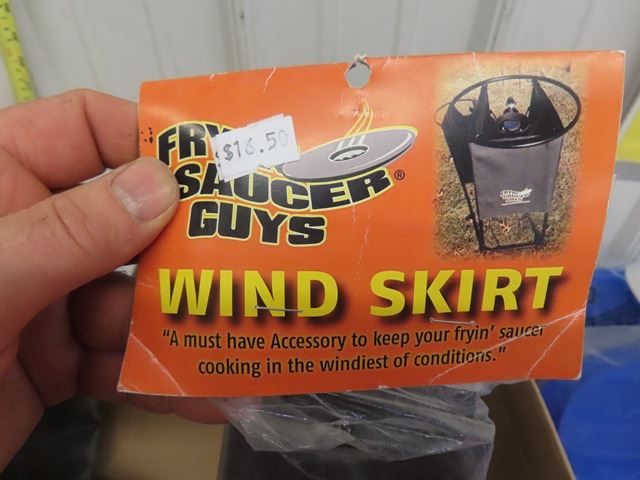 $16.50
SAUCER®
GUYS
WIND SKIRT
"A must have Accessory to keep your fryin' saucer
cooking in the windiest of conditions."